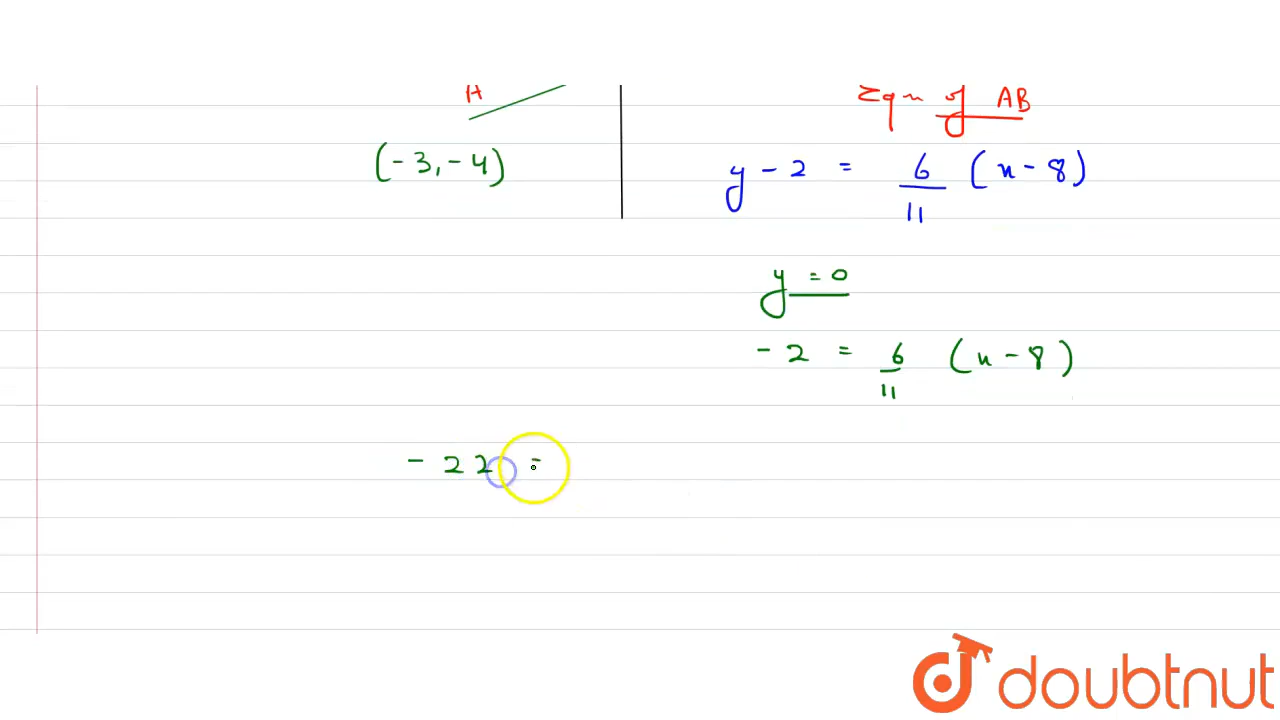 A
(-3, -4)
Eqn of AB
y - 2 = 6/11 (x - 8)
y = 0
- 2 = 6/11 (x - 8)
- 22 =
doubtnut